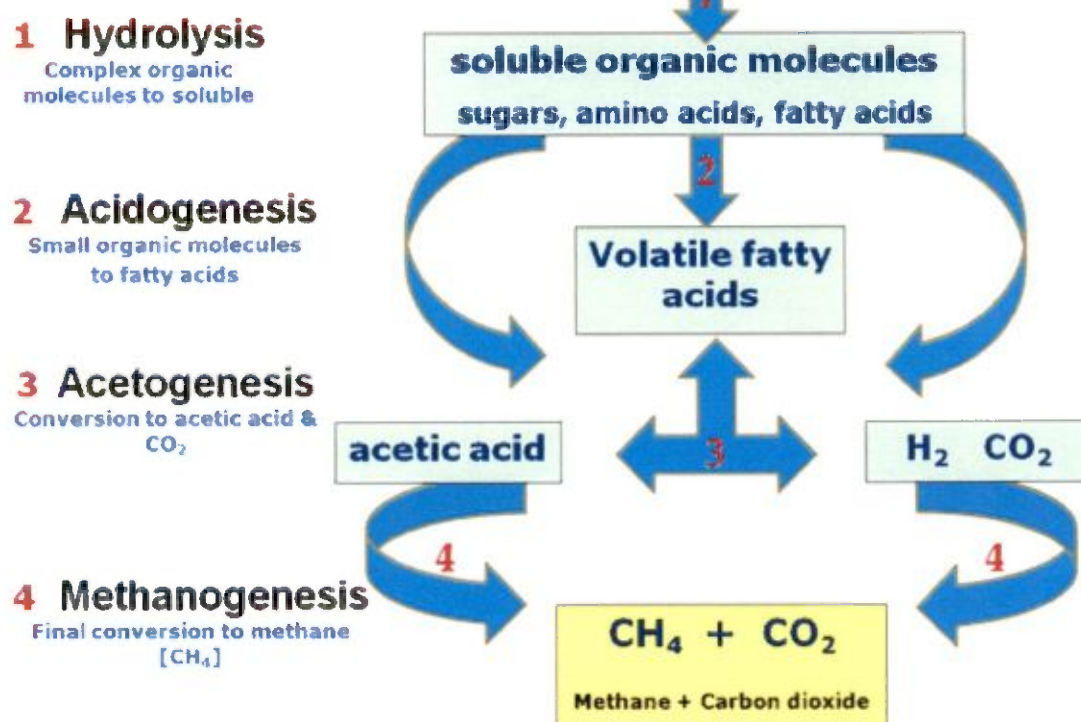 1 Hydrolysis
Complex organic
molecules to soluble
soluble organic molecules
sugars, amino acids, fatty acids
2
2 Acidogenesis
Small organic molecules
to fatty acids
Volatile fatty
acids
3 Acetogenesis
Conversion to acetic acid &
CO₂
acetic acid
3
H₂ CO₂
4
4
4 Methanogenesis
Final conversion to methane
[CH₄]
CH₄ + CO₂
Methane + Carbon dioxide